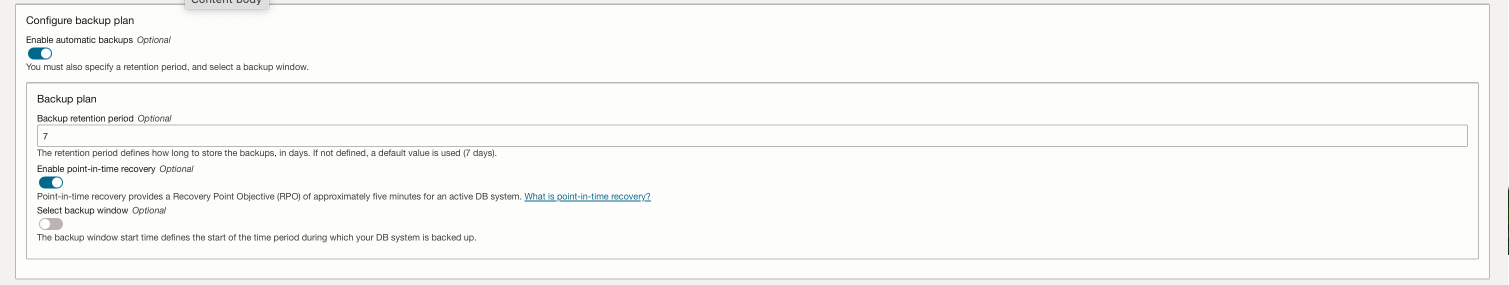 Content body
Configure backup plan
Enable automatic backups Optional
You must also specify a retention period, and select a backup window.
Backup plan
Backup retention period Optional
7
The retention period defines how long to store the backups, in days. If not defined, a default value is used (7 days).
Enable point-in-time recovery Optional
Point-in-time recovery provides a Recovery Point Objective (RPO) of approximately five minutes for an active DB system. What is point-in-time recovery?
Select backup window Optional
The backup window start time defines the start of the time period during which your DB system is backed up.